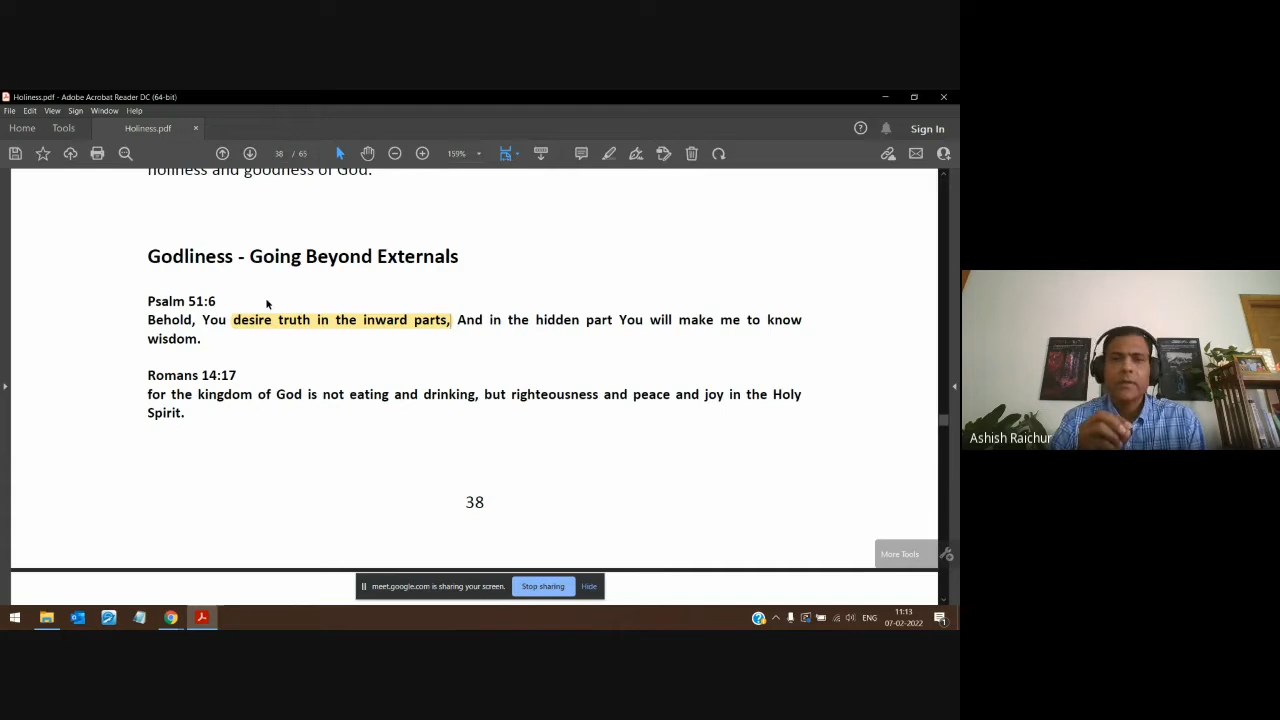 Holiness.pdf - Adobe Acrobat Reader DC (64-bit)
File Edit View Sign Window Help
Home Tools Holiness.pdf × Sign In
38 / 65 159%
holiness and goodness of God.
Godliness - Going Beyond Externals
Psalm 51:6
Behold, You desire truth in the inward parts, And in the hidden part You will make me to know
wisdom.
Romans 14:17
for the kingdom of God is not eating and drinking, but righteousness and peace and joy in the Holy
Spirit.
Ashish Raichur
38
More Tools
meet.google.com is sharing your screen. Stop sharing Hide
ENG 11:13
07-02-2022